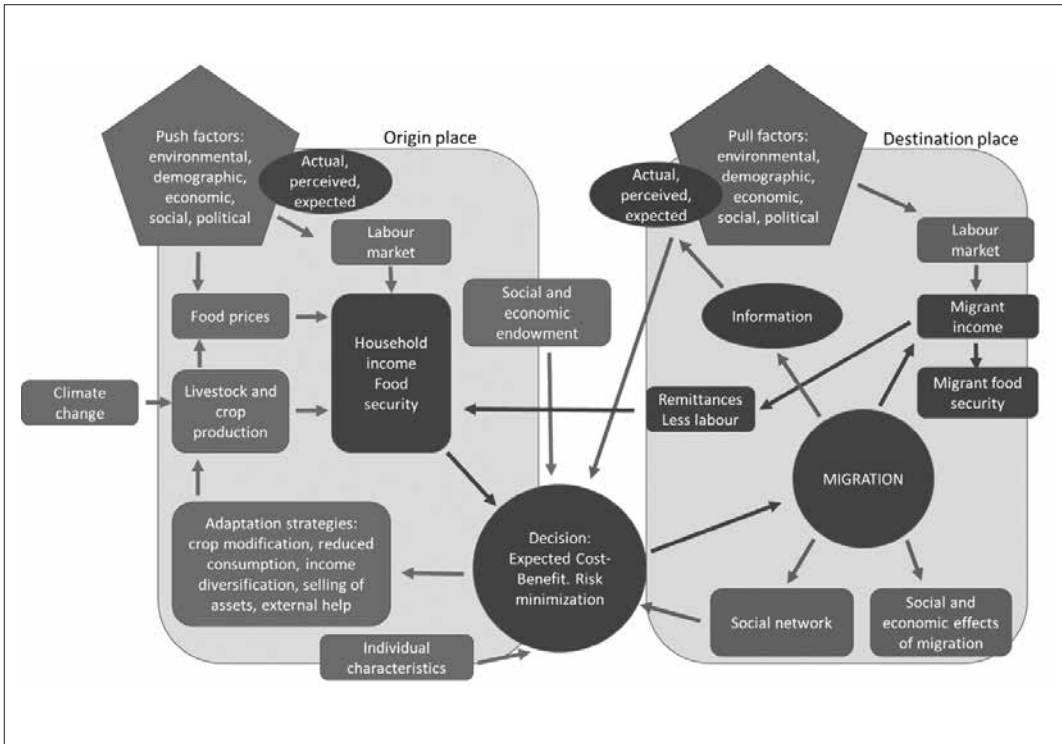 Origin place
Destination place
Push factors:
environmental,
demographic,
economic,
social, political
Actual,
perceived,
expected
Labour
market
Food prices
Household
income
Food
security
Climate
change
Livestock and
crop
production
Adaptation strategies:
crop modification, reduced
consumption, income
diversification, selling of
assets, external help
Individual
characteristics
Social and
economic
endowment
Decision:
Expected Cost-
Benefit. Risk
minimization
Pull factors:
environmental,
demographic,
economic,
social, political
Actual,
perceived,
expected
Labour
market
Information
Migrant
income
Migrant food
security
Remittances
Less labour
MIGRATION
Social network
Social and
economic effects
of migration